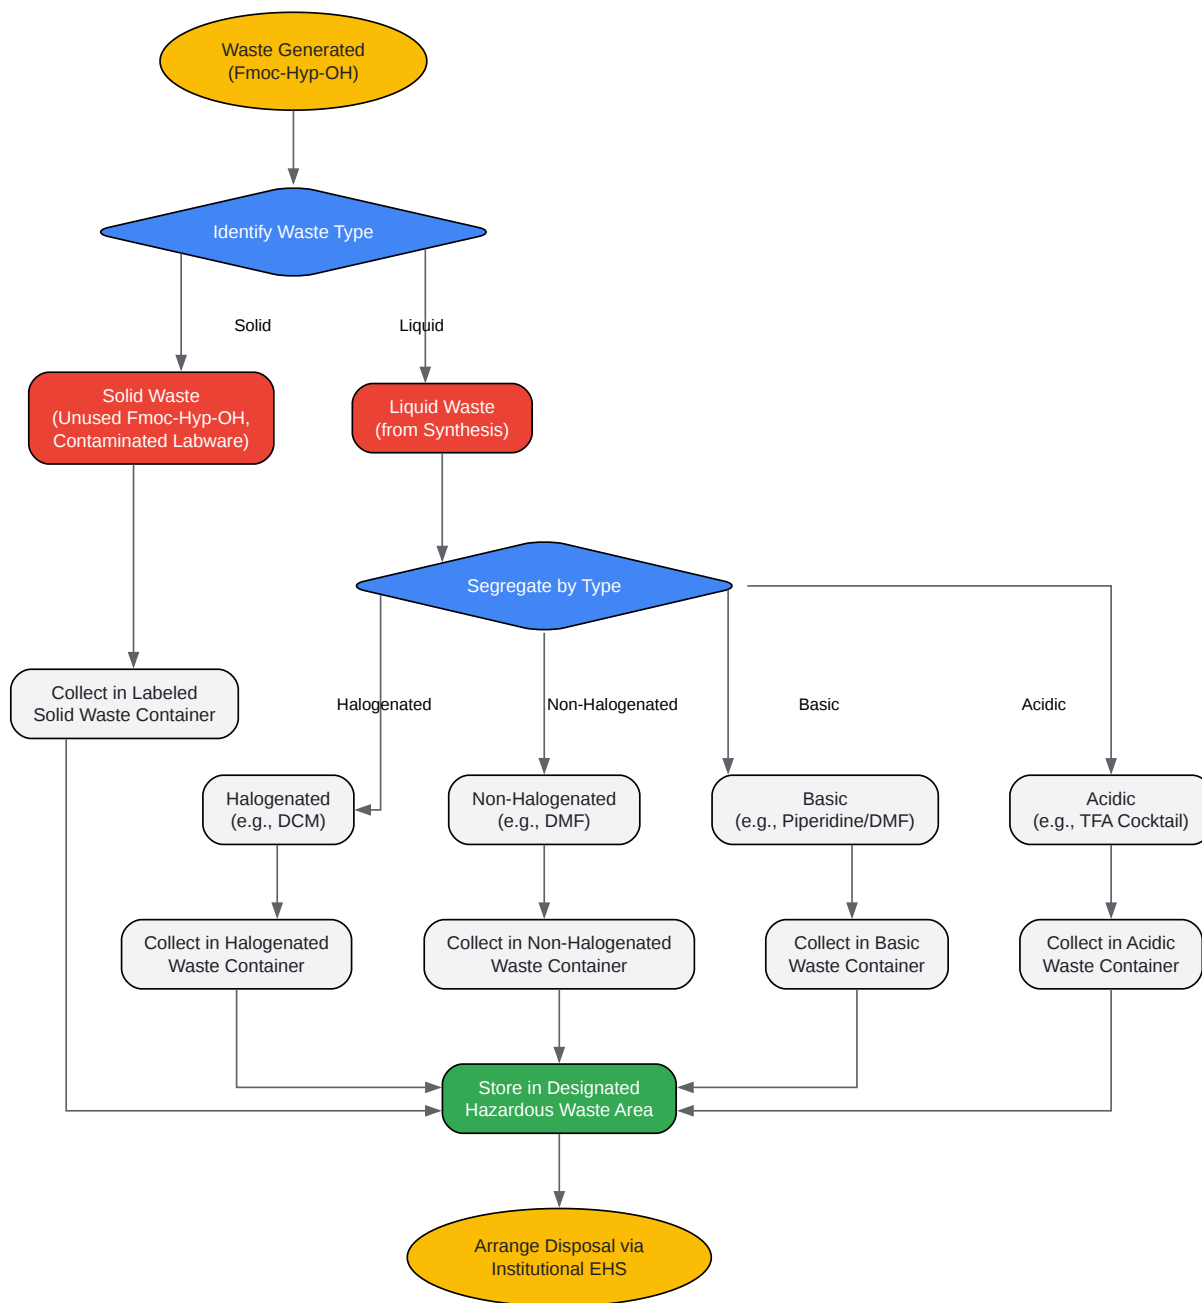 Waste Generated
(Fmoc-Hyp-OH)
Identify Waste Type
Solid
Liquid
Solid Waste
(Unused Fmoc-Hyp-OH,
Contaminated Labware)
Liquid Waste
(from Synthesis)
Segregate by Type
Collect in Labeled
Solid Waste Container
Halogenated
Non-Halogenated
Basic
Acidic
Halogenated
(e.g., DCM)
Non-Halogenated
(e.g., DMF)
Basic
(e.g., Piperidine/DMF)
Acidic
(e.g., TFA Cocktail)
Collect in Halogenated
Waste Container
Collect in Non-Halogenated
Waste Container
Collect in Basic
Waste Container
Collect in Acidic
Waste Container
Store in Designated
Hazardous Waste Area
Arrange Disposal via
Institutional EHS